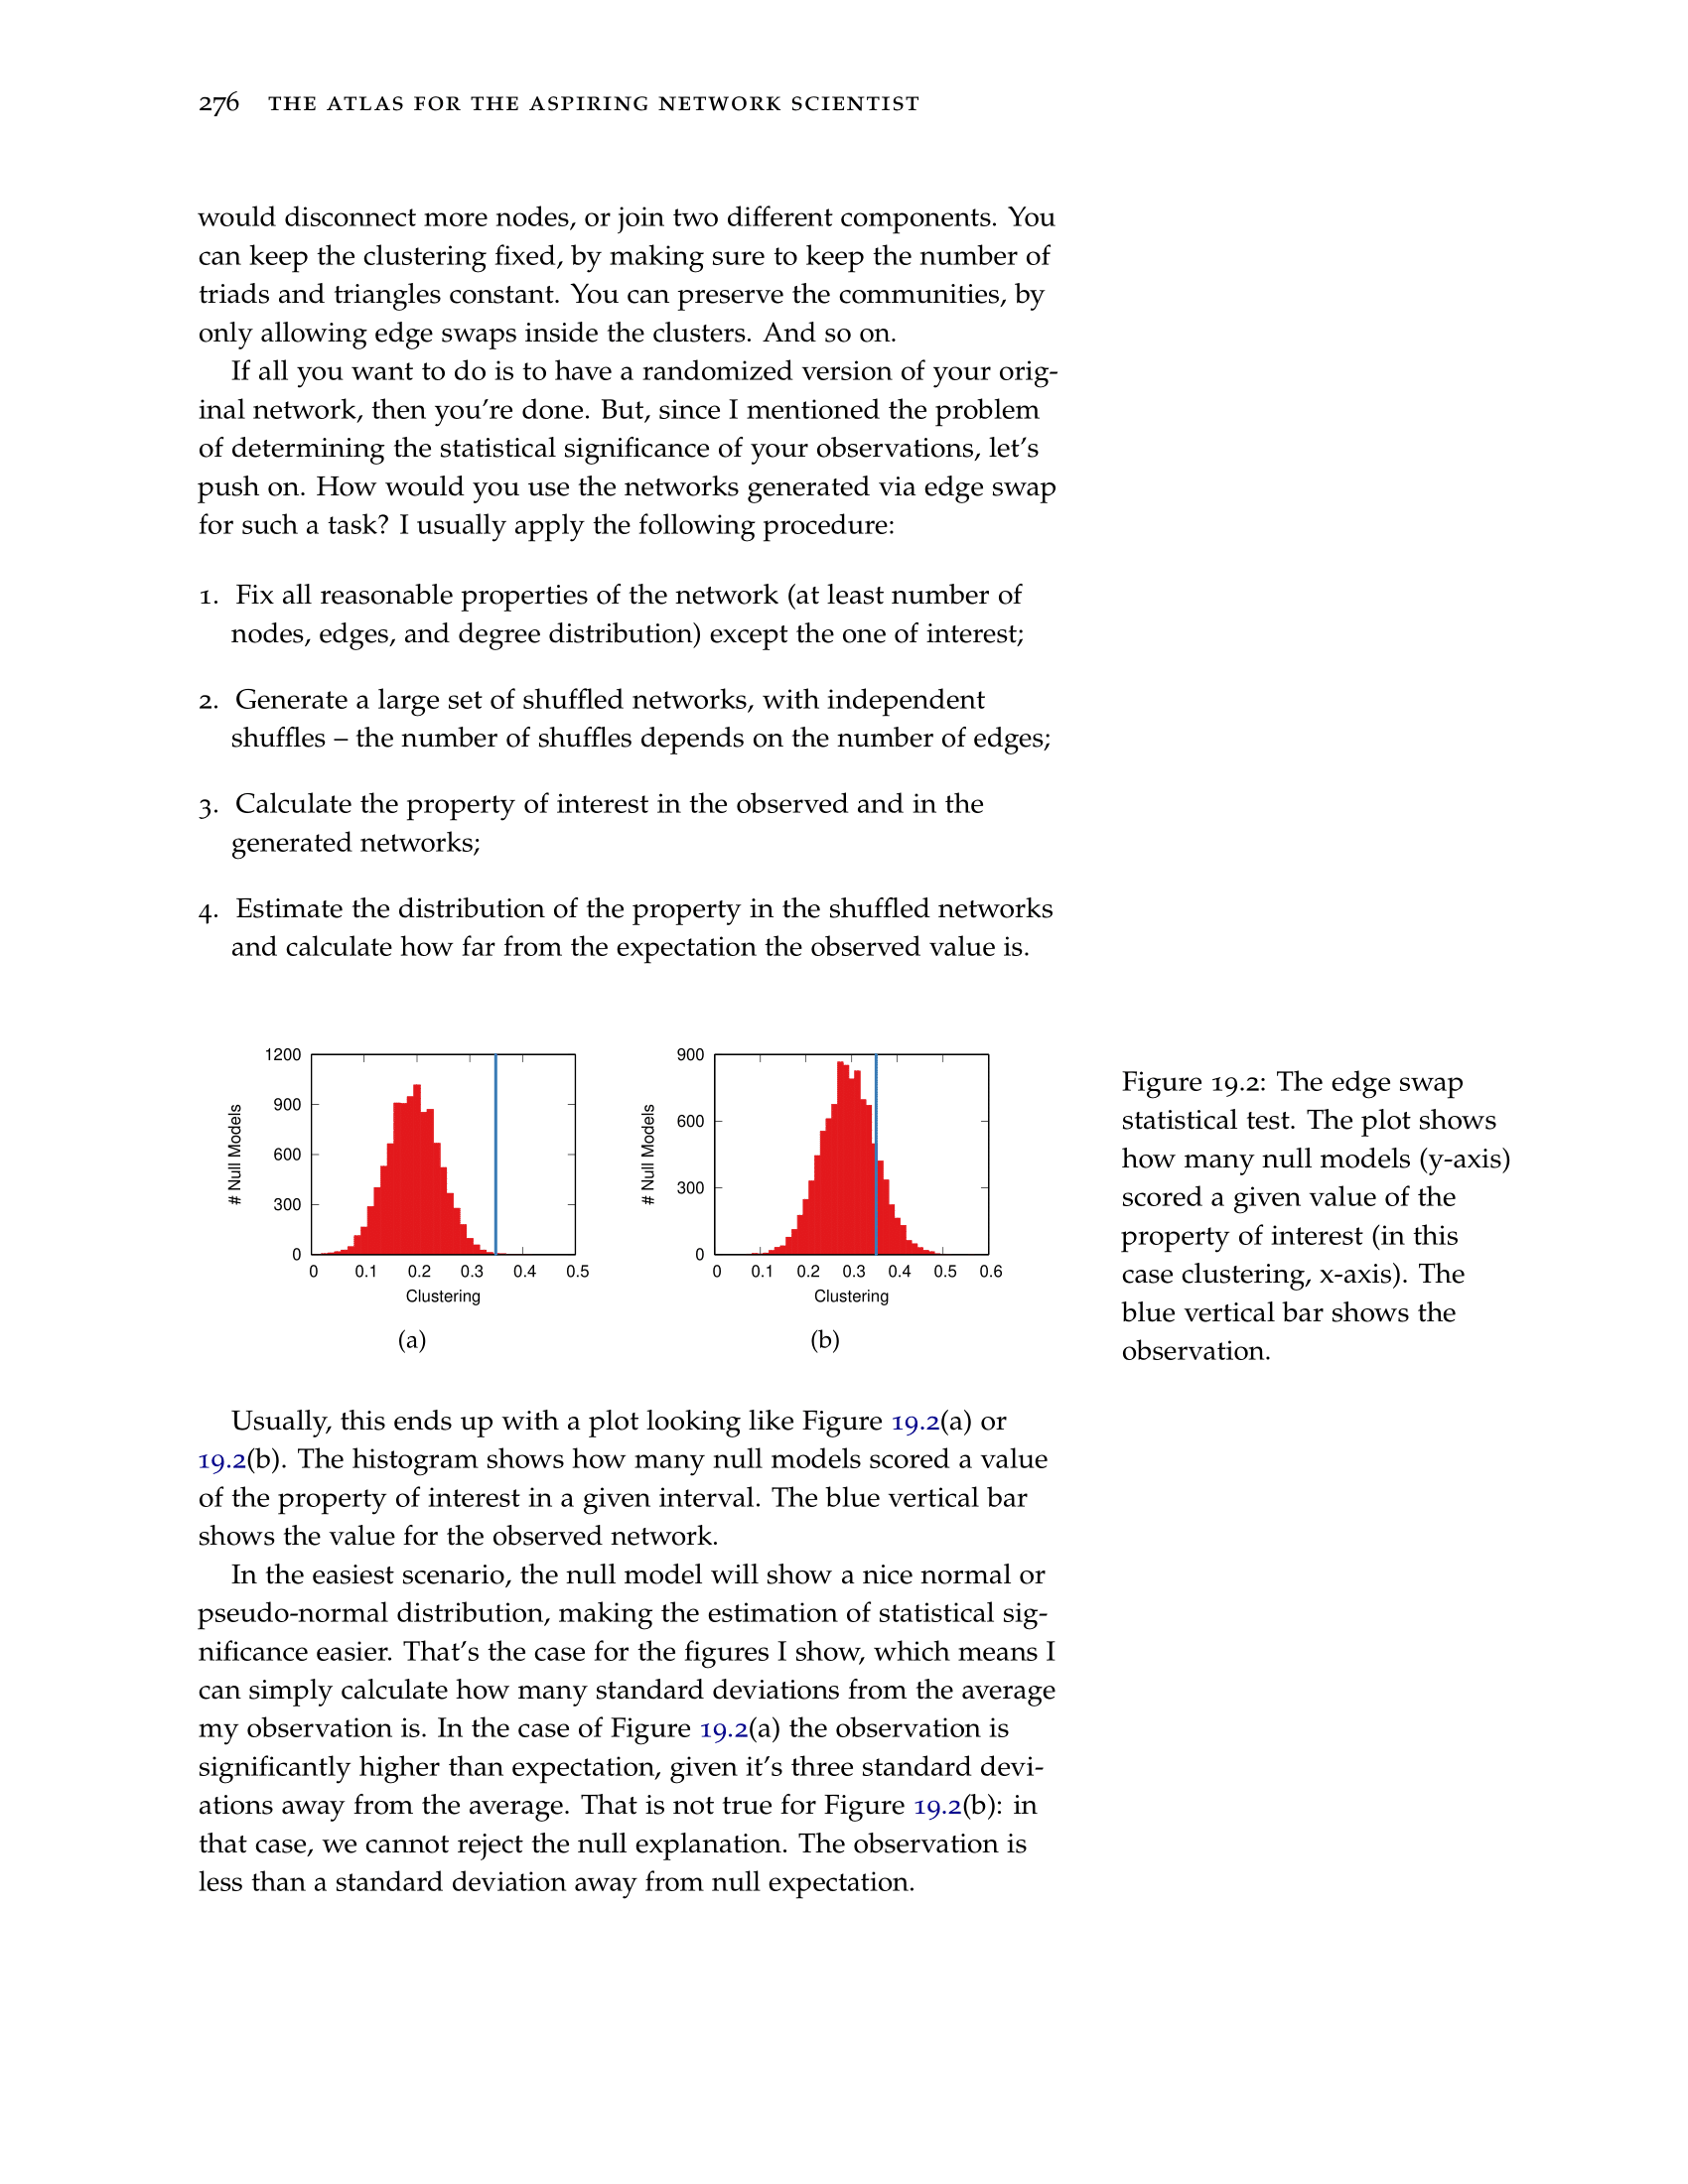 276 THE ATLAS FOR THE ASPIRING NETWORK SCIENTIST
would disconnect more nodes, or join two different components. You
can keep the clustering fixed, by making sure to keep the number of
triads and triangles constant. You can preserve the communities, by
only allowing edge swaps inside the clusters. And so on.
If all you want to do is to have a randomized version of your orig-
inal network, then you're done. But, since I mentioned the problem
of determining the statistical significance of your observations, let's
push on. How would you use the networks generated via edge swap
for such a task? I usually apply the following procedure:
1. Fix all reasonable properties of the network (at least number of
nodes, edges, and degree distribution) except the one of interest;
2. Generate a large set of shuffled networks, with independent
shuffles – the number of shuffles depends on the number of edges;
3. Calculate the property of interest in the observed and in the
generated networks;
4. Estimate the distribution of the property in the shuffled networks
and calculate how far from the expectation the observed value is.
# Null Models
1200
900
600
300
0
0 0.1 0.2 0.3 0.4 0.5
Clustering
(a)
# Null Models
900
600
300
0
0 0.1 0.2 0.3 0.4 0.5 0.6
Clustering
(b)
Figure 19.2: The edge swap
statistical test. The plot shows
how many null models (y-axis)
scored a given value of the
property of interest (in this
case clustering, x-axis). The
blue vertical bar shows the
observation.
Usually, this ends up with a plot looking like Figure 19.2(a) or
19.2(b). The histogram shows how many null models scored a value
of the property of interest in a given interval. The blue vertical bar
shows the value for the observed network.
In the easiest scenario, the null model will show a nice normal or
pseudo-normal distribution, making the estimation of statistical sig-
nificance easier. That's the case for the figures I show, which means I
can simply calculate how many standard deviations from the average
my observation is. In the case of Figure 19.2(a) the observation is
significantly higher than expectation, given it's three standard devi-
ations away from the average. That is not true for Figure 19.2(b): in
that case, we cannot reject the null explanation. The observation is
less than a standard deviation away from null expectation.